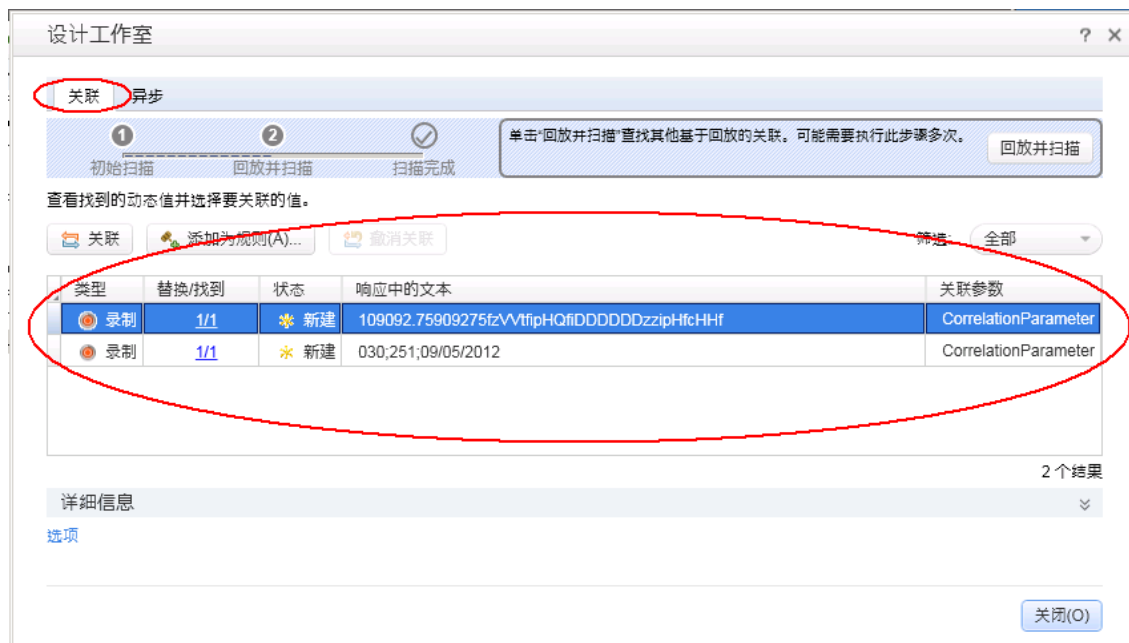 设计工作室
? ×
关联 异步
1 2
初始扫描 回放并扫描 扫描完成
单击“回放并扫描”查找其他基于回放的关联。可能需要执行此步骤多次。
回放并扫描
查看找到的动态值并选择要关联的值。
关联 添加为规则(A)... 撤消关联 筛选: 全部
类型 替换/找到 状态 响应中的文本 关联参数
录制 1/1 新建 109092.75909275fzVVtfipHQfiDDDDDDzzipHfcHHf CorrelationParameter
录制 1/1 新建 030;251;09/05/2012 CorrelationParameter
2 个结果
详细信息
选项
关闭(O)